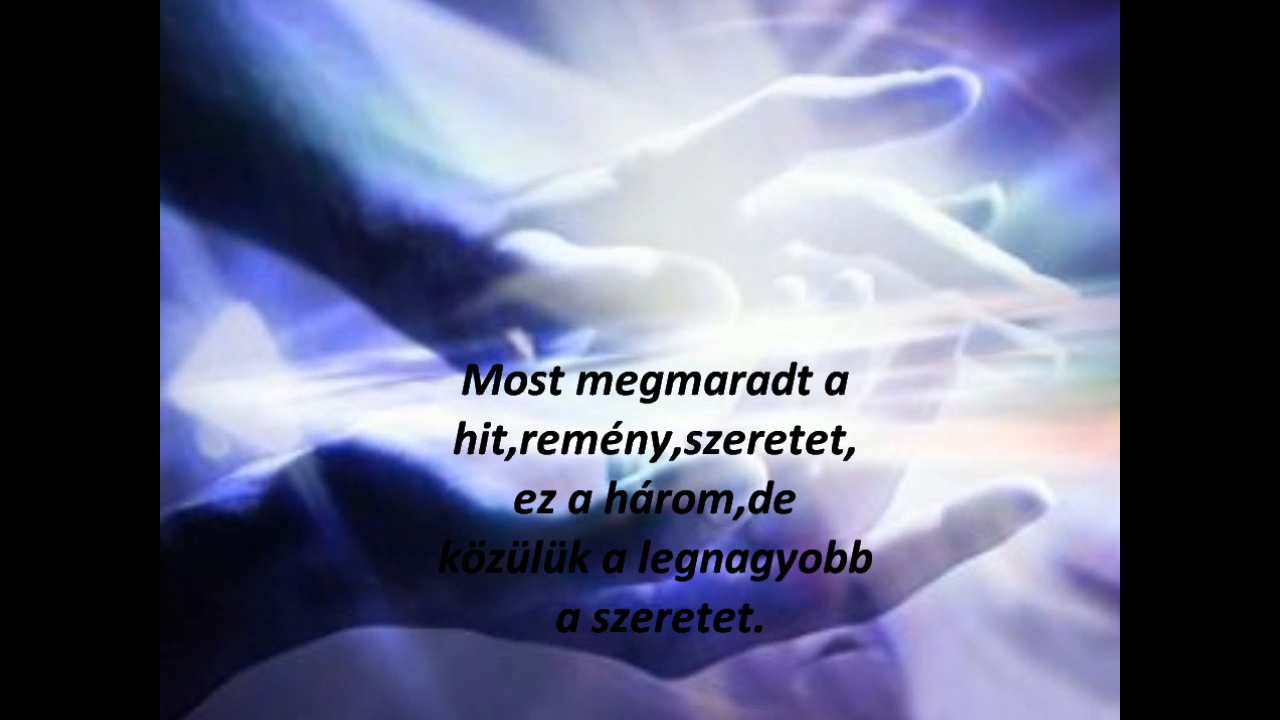 Most megmaradt a
hit,remény,szeretet,
ez a három,de
közülük a legnagyobb
a szeretet.